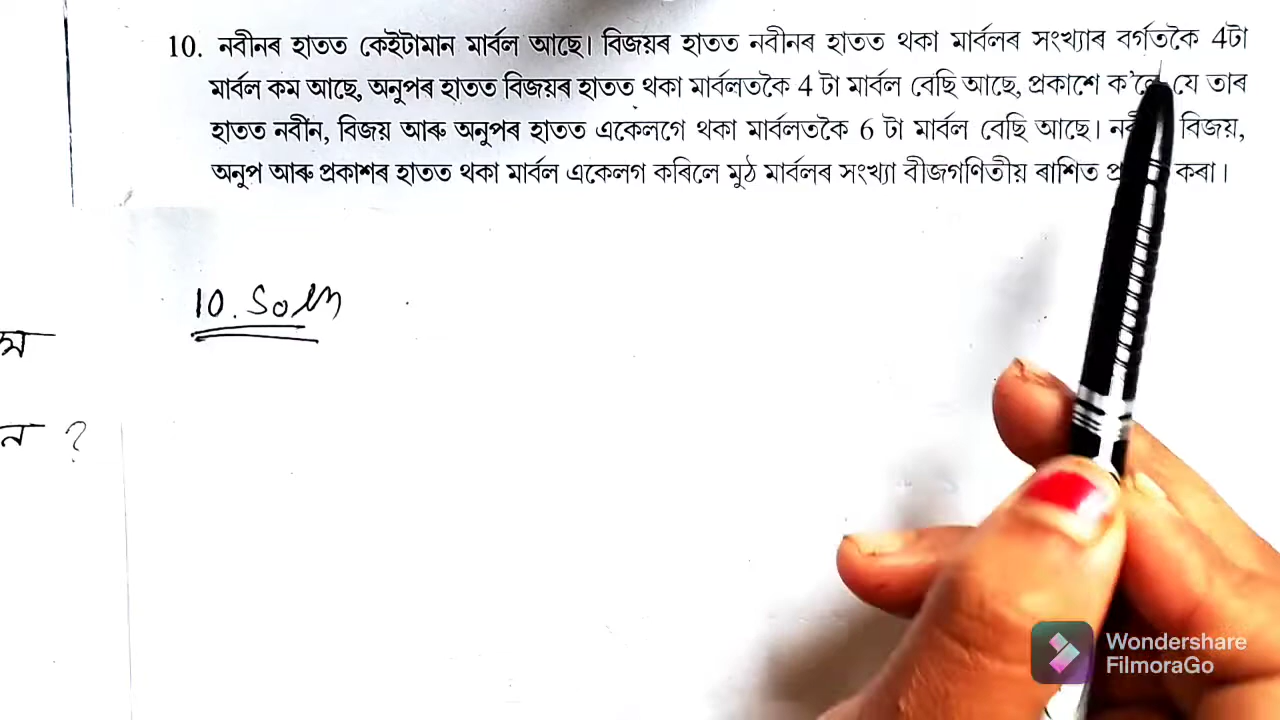 10. নবীনৰ হাতত কেইটামান মাৰ্বল আছে। বিজয়ৰ হাতত নবীনৰ হাতত থকা মাৰ্বলৰ সংখ্যাৰ বৰ্গতকৈ 4টা
মাৰ্বল কম আছে, অনুপৰ হাতত বিজয়ৰ হাতত থকা মাৰ্বলতকৈ 4 টা মাৰ্বল বেছি আছে, প্ৰকাশে যে তাৰ
হাতত নবীন, বিজয় আৰু অনুপৰ হাতত একেলগে থকা মাৰ্বলতকৈ 6 টা মাৰ্বল বেছি আছে। বিজয়,
অনুপ আৰু প্ৰকাশৰ হাতত থকা মাৰ্বল একেলগ কৰিলে মুঠ মাৰ্বলৰ সংখ্যা বীজগণিতীয় ৰাশিত কৰা।
10. Soln
ন ?
Wondershare
FilmoraGo